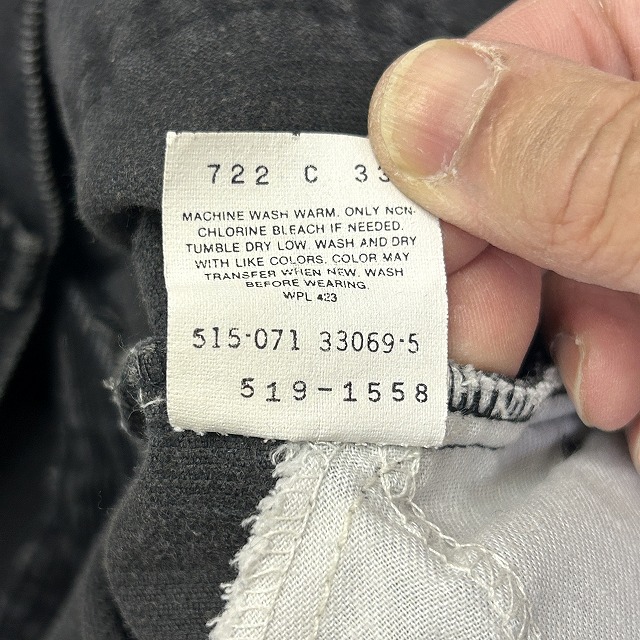 722 C 33
MACHINE WASH WARM. ONLY NON-
CHLORINE BLEACH IF NEEDED.
TUMBLE DRY LOW. WASH AND DRY
WITH LIKE COLORS. COLOR MAY
TRANSFER WHEN NEW. WASH
BEFORE WEARING.
WPL 423
515-071 33069-5
519-1558